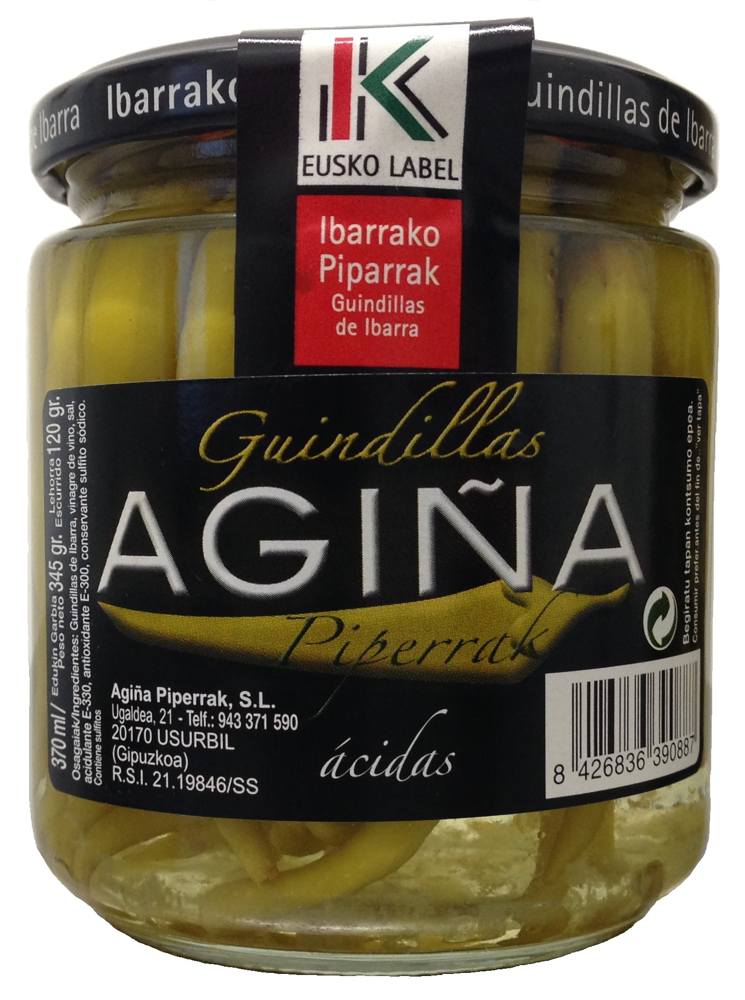 Ibarra
Ibarrako
uindillas de Ibarra
K
EUSKO LABEL
Ibarrako
Piparrak
Guindillas
de Ibarra
Guindillas
AGIÑA
Piperrak
ácidas
370 ml / Edukin Garbia 345 gr. Lehorra 120 gr.
Peso neto Escurrido
Osagaiak/Ingredientes: Guindillas de Ibarra, vinagre de vino, sal,
acidulante E-330, antioxidante E-300, conservante sulfito sódico.
Contiene sulfitos
Agiña Piperrak, S.L.
Ugaldea, 21 - Telf.: 943 371 590
20170 USURBIL
(Gipuzkoa)
R.S.I. 21.19846/SS
Begiratu tapan kontsumo epea.
Consumir prefer.antes del fin de.."ver tapa"
8 426836 390887